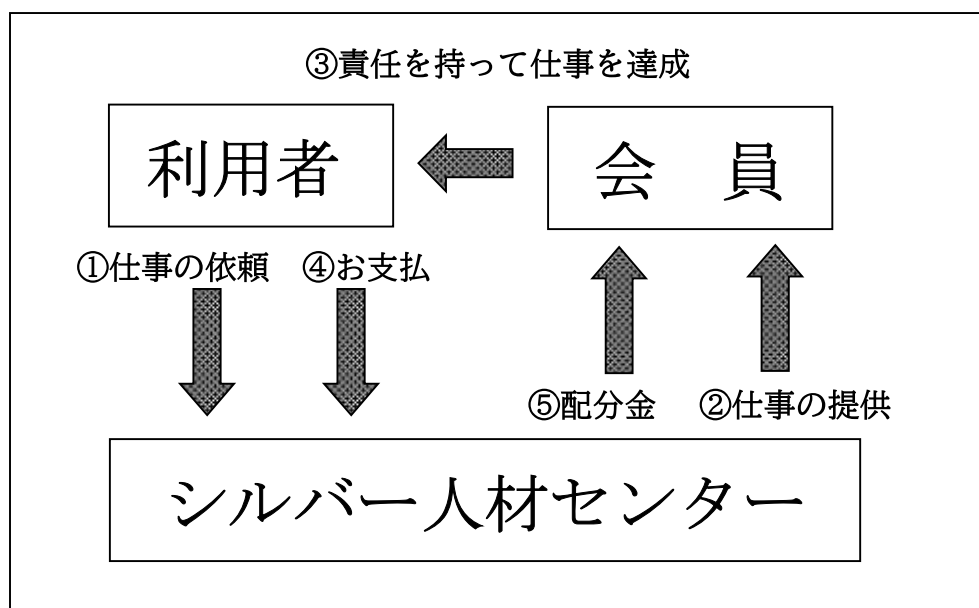 ③責任を持って仕事を達成
利用者
会　員
①仕事の依頼
④お支払
⑤配分金
②仕事の提供
シルバー人材センター